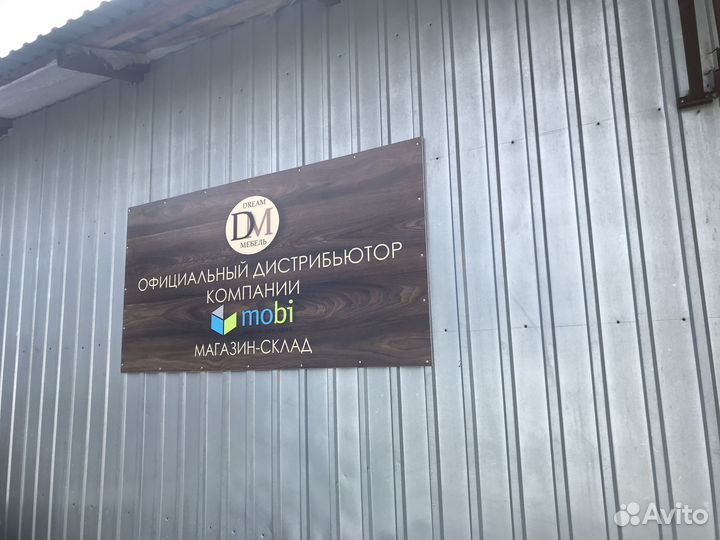 DREAM
DM
МЕБЕЛЬ
ОФИЦИАЛЬНЫЙ ДИСТРИБЬЮТОР
КОМПАНИИ
mobi
МАГАЗИН-СКЛАД
Avito